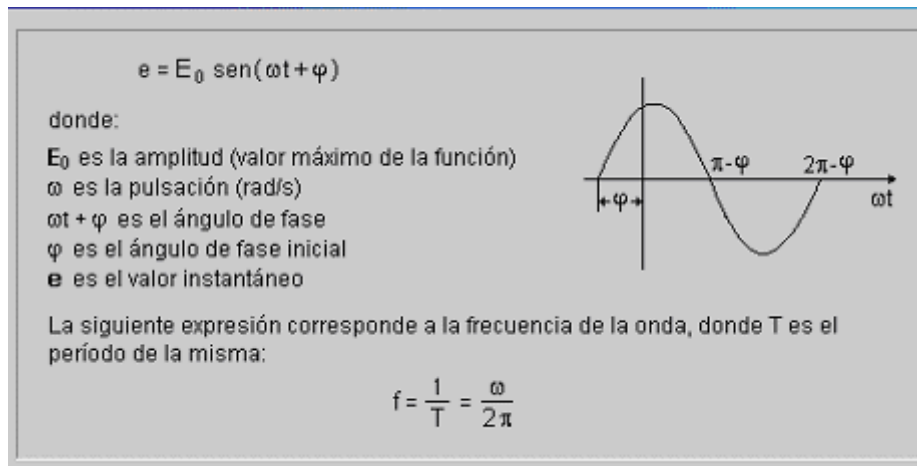 e = E₀ sen(ωt+φ)
donde:
E₀ es la amplitud (valor máximo de la función)
ω es la pulsación (rad/s)
ωt + φ es el ángulo de fase
φ es el ángulo de fase inicial
e es el valor instantáneo
φ
π-φ
2π-φ
ωt
La siguiente expresión corresponde a la frecuencia de la onda, donde T es el
período de la misma:
f = 1/T = ω/2π